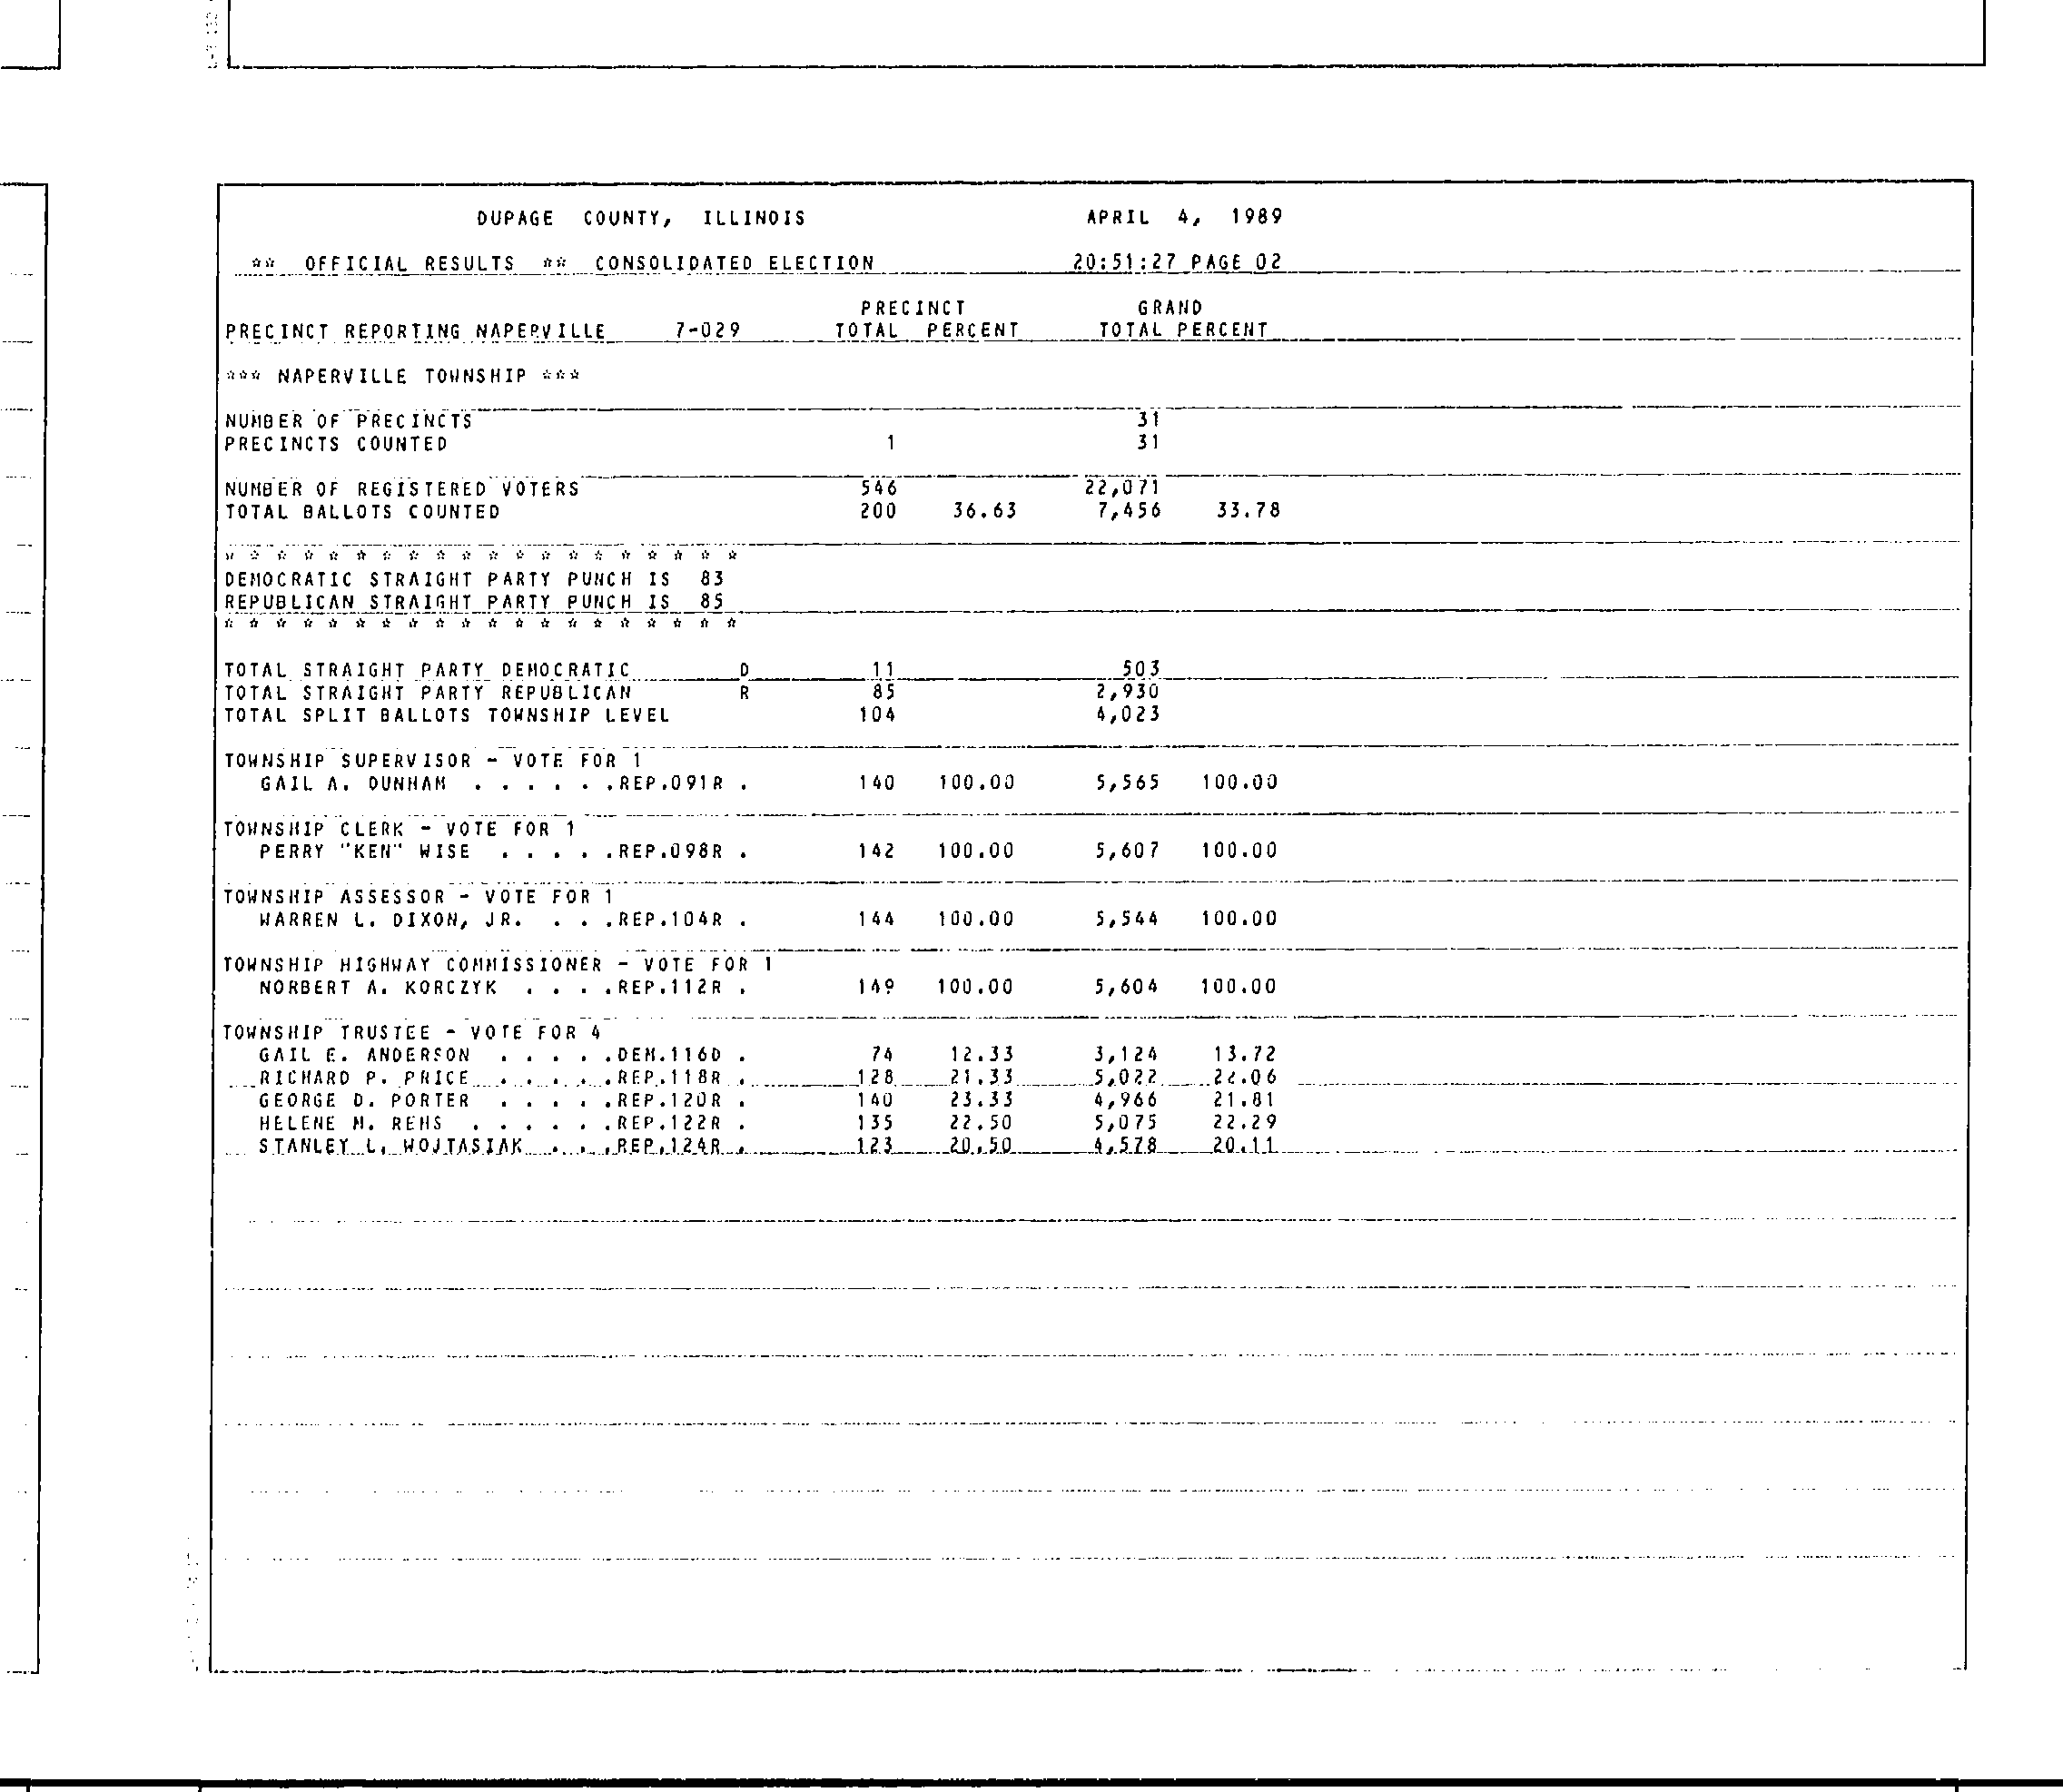 DUPAGE COUNTY, ILLINOIS APRIL 4, 1989
** OFFICIAL RESULTS ** CONSOLIDATED ELECTION 20:51:27 PAGE 02
PRECINCT GRAND
PRECINCT REPORTING NAPERVILLE 7-029 TOTAL PERCENT TOTAL PERCENT
*** NAPERVILLE TOWNSHIP ***
NUMBER OF PRECINCTS 31
PRECINCTS COUNTED 1 31
NUMBER OF REGISTERED VOTERS 546 22,071
TOTAL BALLOTS COUNTED 200 36.63 7,456 33.78
* * * * * * * * * * * * * * * * * * * *
DEMOCRATIC STRAIGHT PARTY PUNCH IS 83
REPUBLICAN STRAIGHT PARTY PUNCH IS 85
* * * * * * * * * * * * * * * * * * * *
TOTAL STRAIGHT PARTY DEMOCRATIC D 11 503
TOTAL STRAIGHT PARTY REPUBLICAN R 85 2,930
TOTAL SPLIT BALLOTS TOWNSHIP LEVEL 104 4,023
TOWNSHIP SUPERVISOR - VOTE FOR 1
GAIL A. DUNHAM . . . . . .REP.091R . 140 100.00 5,565 100.00
TOWNSHIP CLERK - VOTE FOR 1
PERRY "KEN" WISE . . . . .REP.098R . 142 100.00 5,607 100.00
TOWNSHIP ASSESSOR - VOTE FOR 1
WARREN L. DIXON, JR. . . .REP.104R . 144 100.00 5,544 100.00
TOWNSHIP HIGHWAY COMMISSIONER - VOTE FOR 1
NORBERT A. KORCZYK . . . .REP.112R . 149 100.00 5,604 100.00
TOWNSHIP TRUSTEE - VOTE FOR 4
GAIL E. ANDERSON . . . . .DEM.116D . 74 12.33 3,124 13.72
RICHARD P. PRICE . . . . .REP.118R . 128 21.33 5,022 22.06
GEORGE D. PORTER . . . . .REP.120R . 140 23.33 4,966 21.81
HELENE M. REHS . . . . . .REP.122R . 135 22.50 5,075 22.29
STANLEY L. WOJTASIAK . . .REP.124R . 123 20.50 4,578 20.11